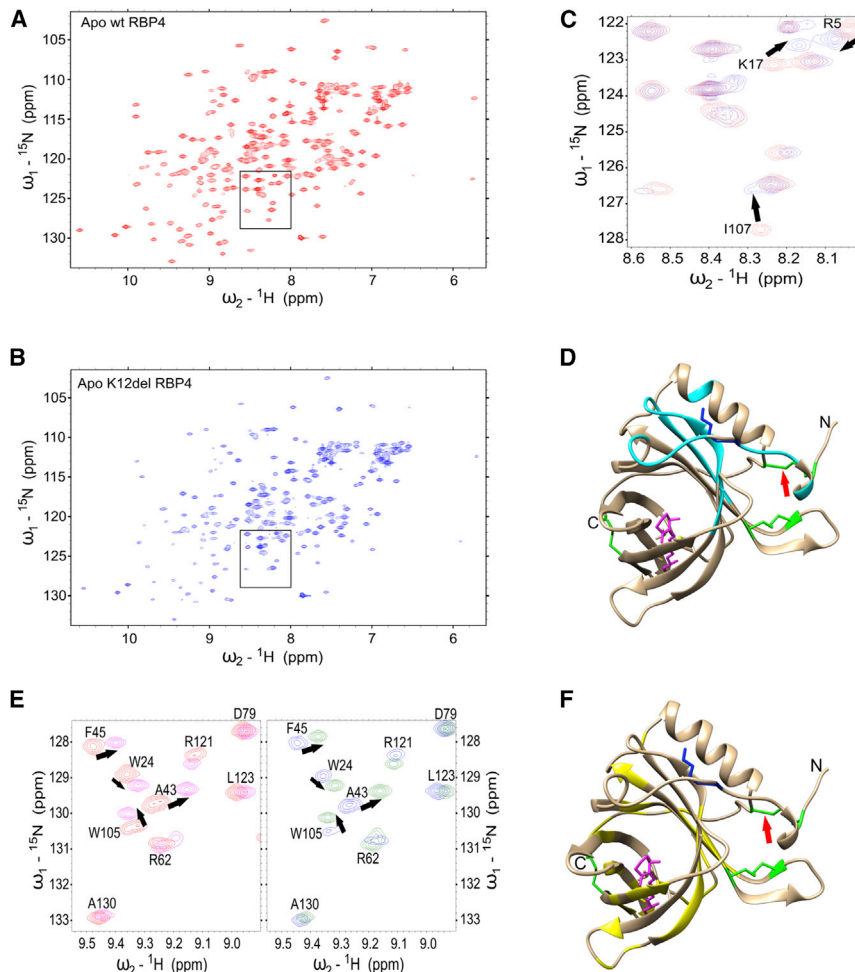 A
Apo wt RBP4
105
110
115
120
125
130
ω1 - 15N (ppm)
10 9 8 7 6
ω2 - 1H (ppm)
B
Apo K12del RBP4
105
110
115
120
125
130
ω1 - 15N (ppm)
10 9 8 7 6
ω2 - 1H (ppm)
C
122
123
124
125
126
127
128
ω1 - 15N (ppm)
R5
K17
I107
8.6 8.5 8.4 8.3 8.2 8.1
ω2 - 1H (ppm)
D
N
C
E
D79
F45
R121
W24
A43
L123
W105
R62
A130
128
129
130
131
132
133
ω1 - 15N (ppm)
9.5 9.4 9.3 9.2 9.1 9.0
D79
F45
R121
W24
A43
L123
W105
R62
A130
128
129
130
131
132
133
ω1 - 15N (ppm)
9.5 9.4 9.3 9.2 9.1 9.0
ω2 - 1H (ppm)
F
N
C